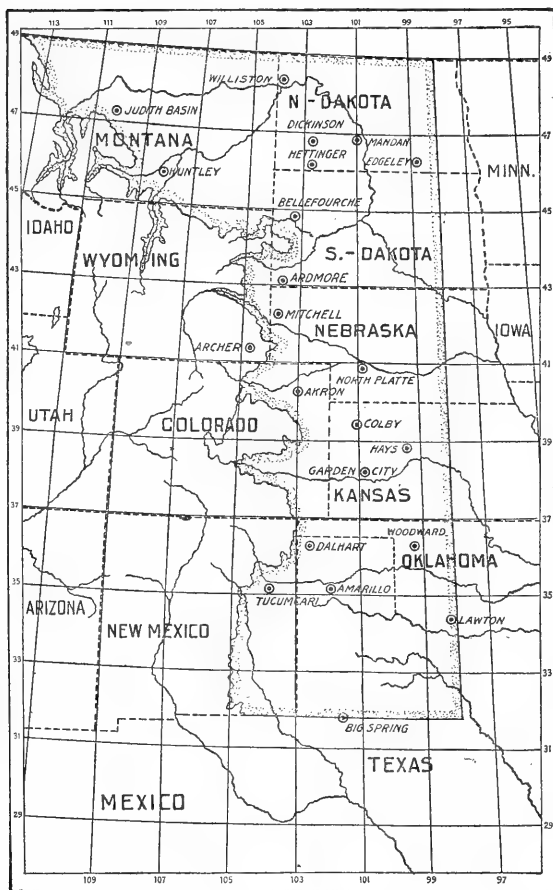 113 111 109 107 105 104 103 102 101 99 97 95
49 49
WILLISTON
N-DAKOTA
47 JUDITH BASIN DICKINSON 47
MONTANA MANDAN
HETTINGER EDGELEY
HUNTLEY MINN.
45 45
BELLEFOURCHE
IDAHO
WYOMING S.-DAKOTA
43 ARDMORE 43
MITCHELL
NEBRASKA IOWA
ARCHER
41 41
NORTH PLATTE
AKRON
UTAH COLORADO COLBY
39 HAYS 39
GARDEN CITY
KANSAS
37 37
WOODWARD
DALHART OKLAHOMA
35 TUCUMCARI AMARILLO 35
ARIZONA
LAWTON
NEW MEXICO
33 33
BIG SPRING
31 31
TEXAS
MEXICO
29 29
109 107 105 103 101 99 97